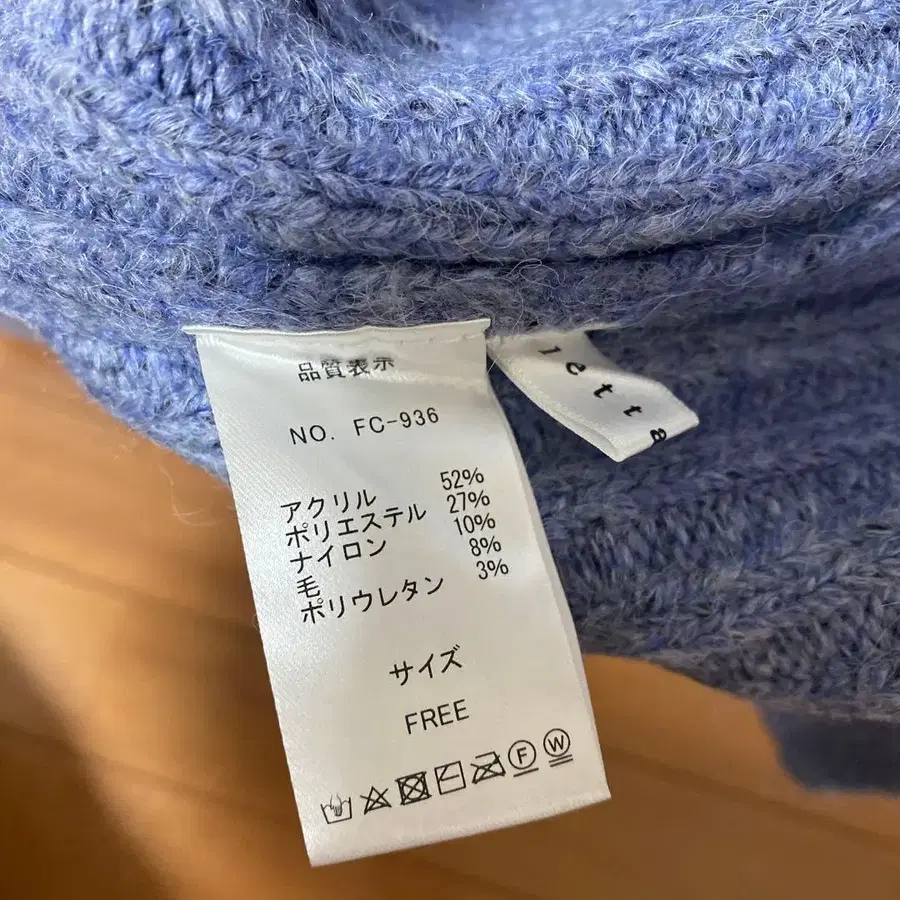 品質表示
NO. FC-936
アクリル 52%
ポリエステル 27%
ナイロン 10%
毛 8%
ポリウレタン 3%
サイズ
FREE
F W
letta